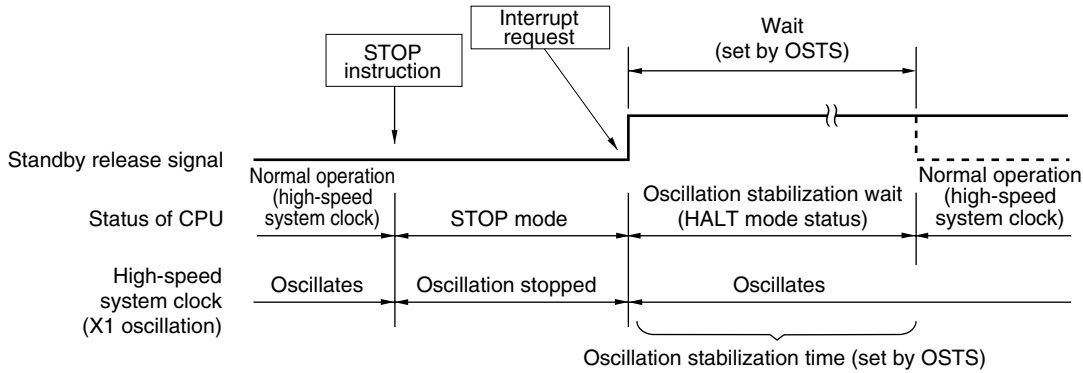 Interrupt
request
STOP
instruction
Wait
(set by OSTS)
Standby release signal
Normal operation
(high-speed
system clock)
Normal operation
(high-speed
system clock)
Status of CPU
STOP mode
Oscillation stabilization wait
(HALT mode status)
High-speed
system clock
(X1 oscillation)
Oscillates
Oscillation stopped
Oscillates
Oscillation stabilization time (set by OSTS)